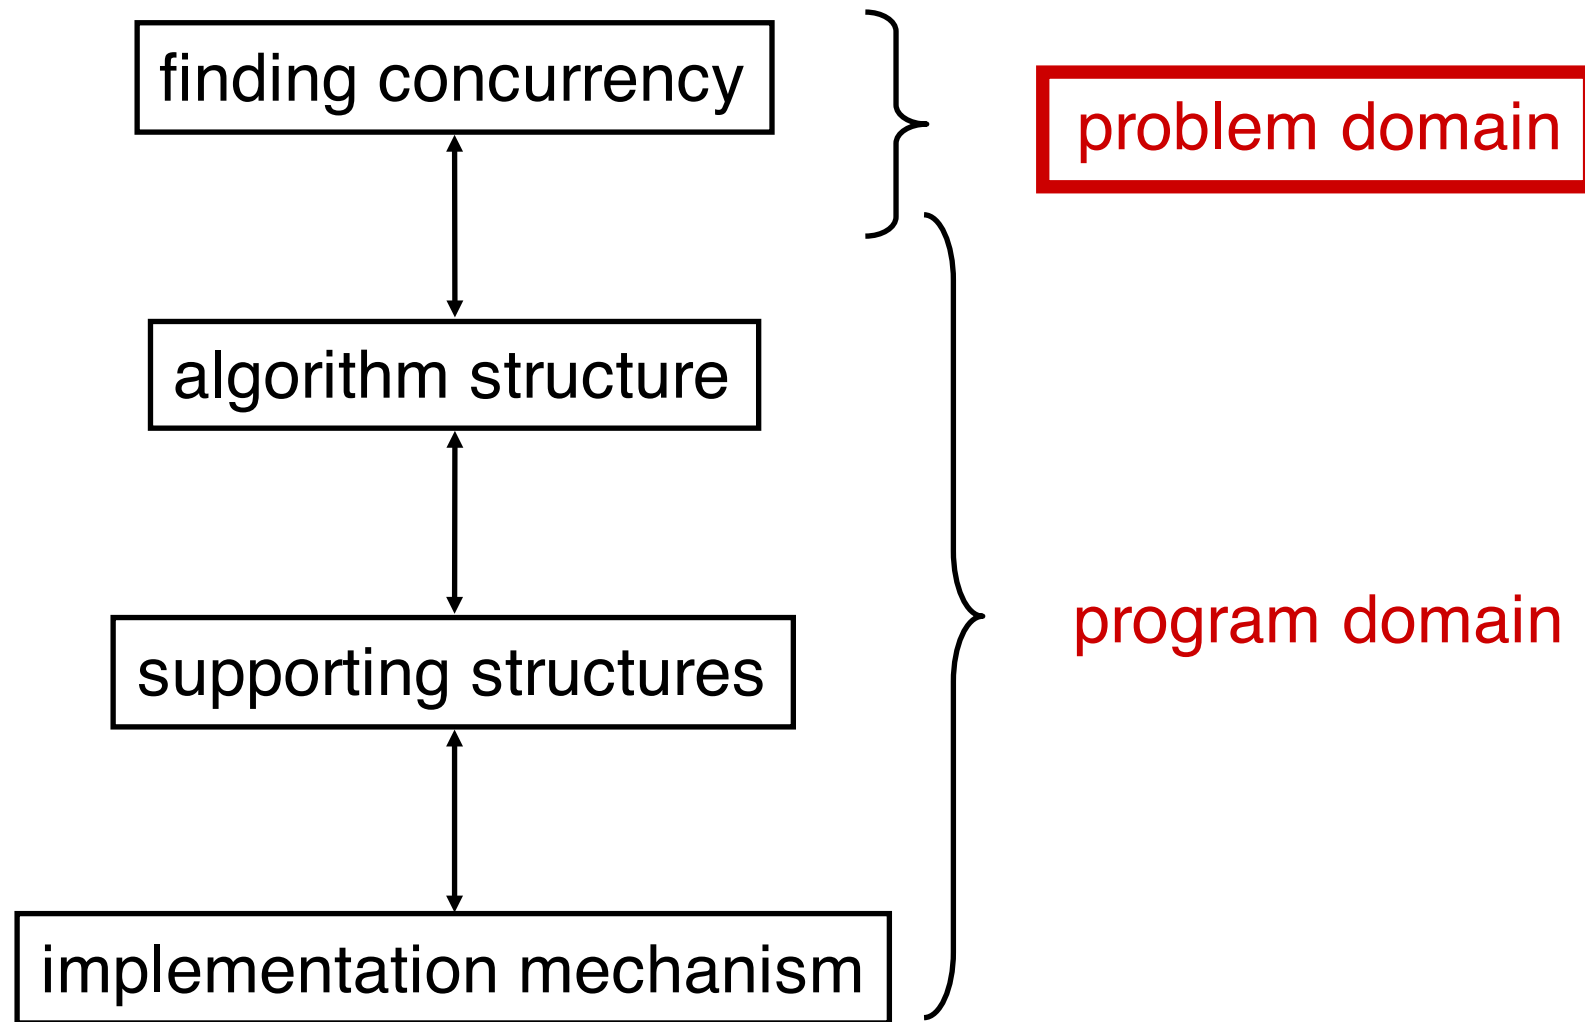 finding concurrency
problem domain
algorithm structure
program domain
supporting structures
implementation mechanism